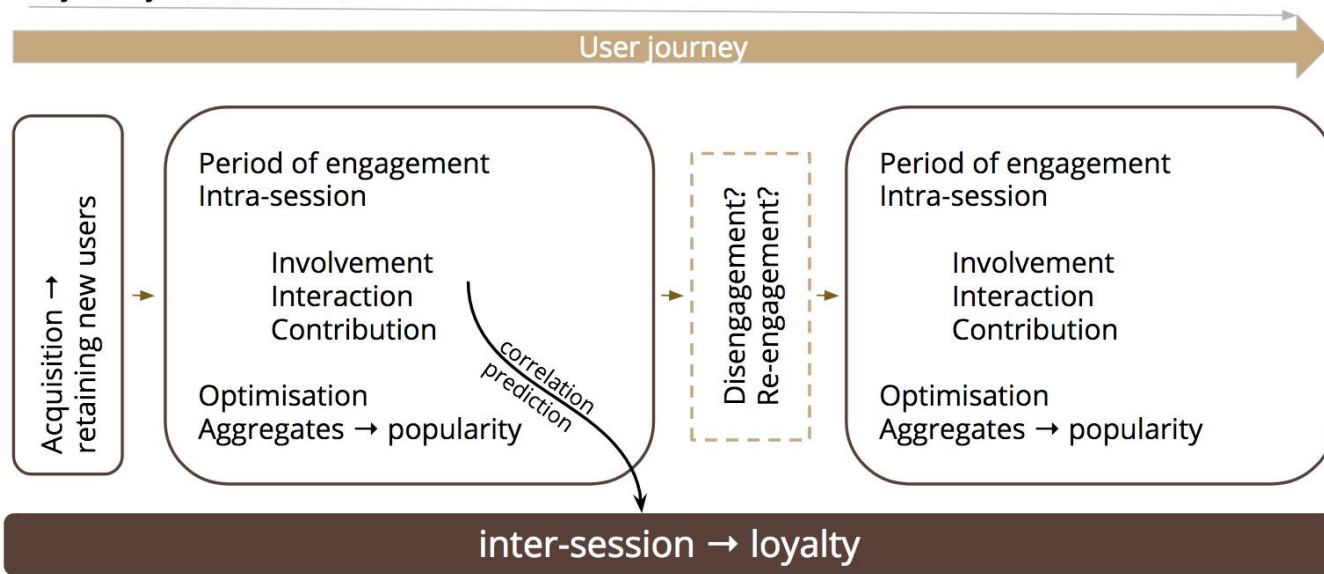 User journey
Acquisition →
retaining new users
Period of engagement
Intra-session
Involvement
Interaction
Contribution
correlation
prediction
Optimisation
Aggregates → popularity
Disengagement?
Re-engagement?
Period of engagement
Intra-session
Involvement
Interaction
Contribution
Optimisation
Aggregates → popularity
inter-session → loyalty